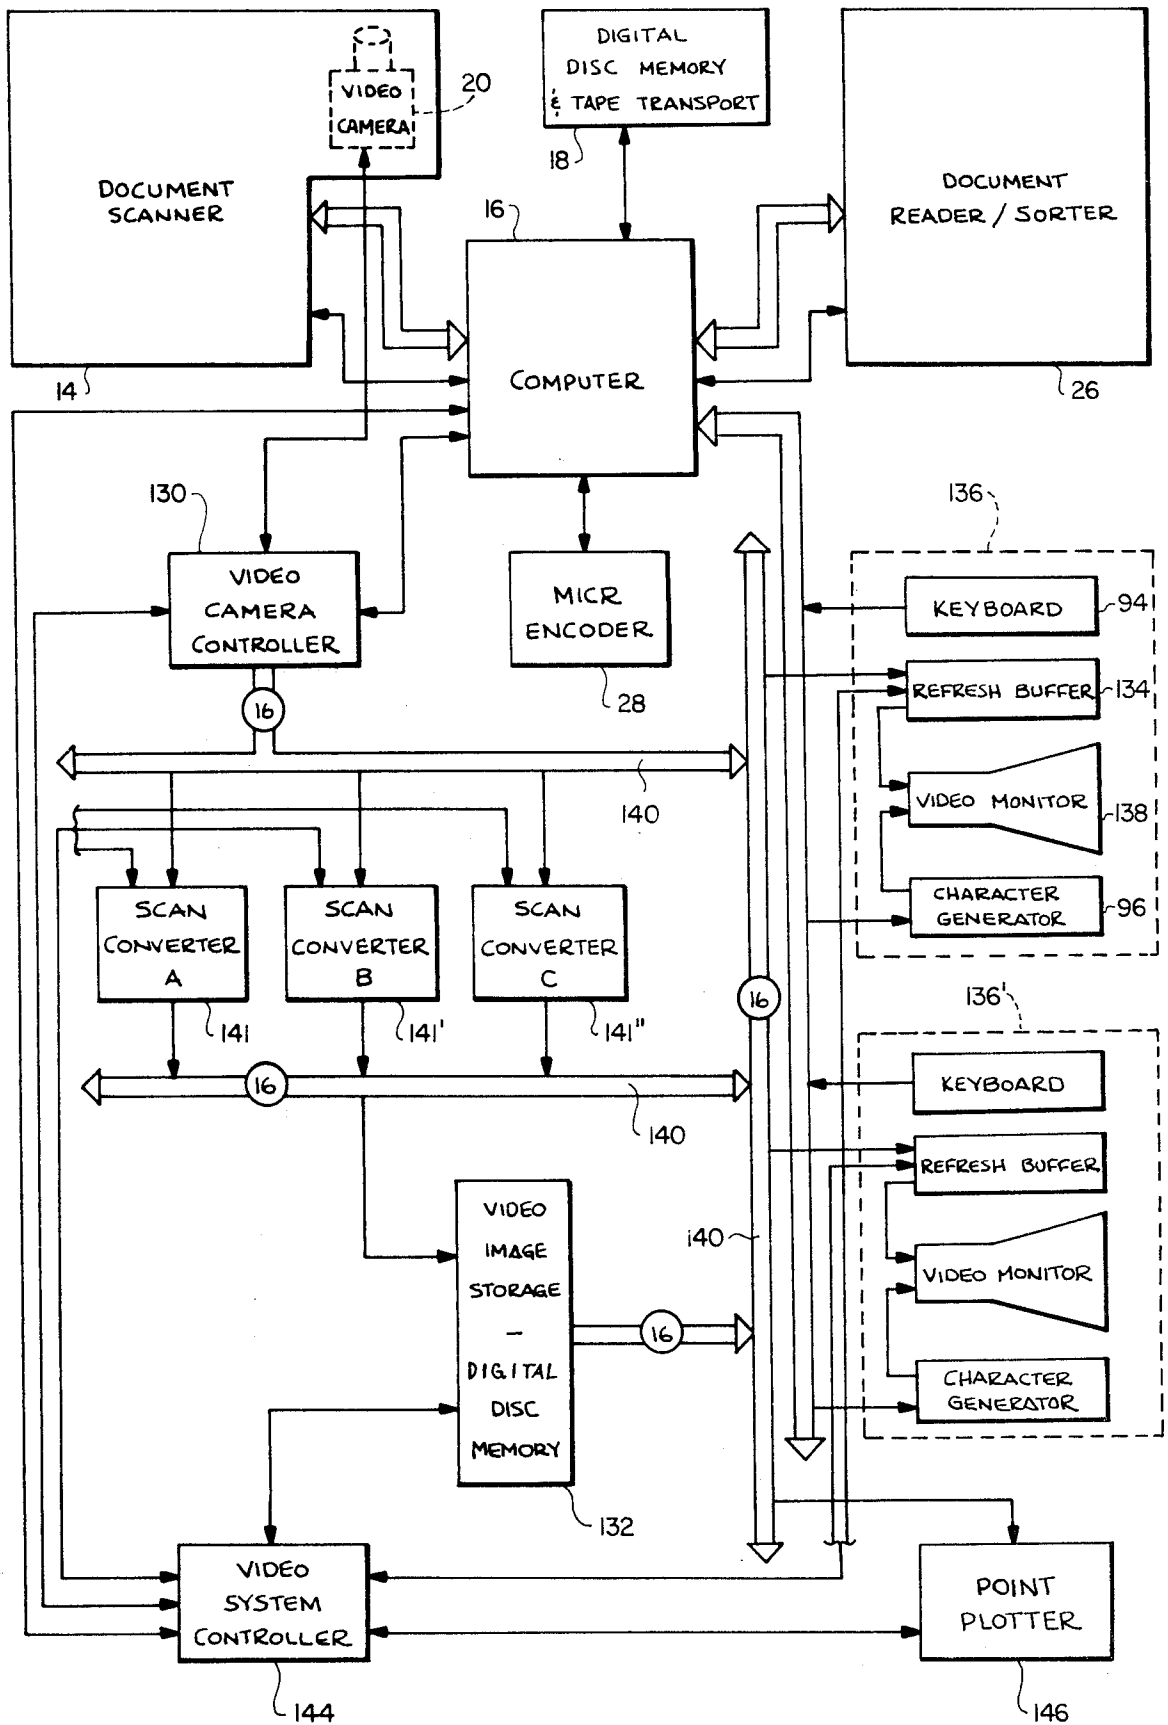 VIDEO
CAMERA
20
DOCUMENT
SCANNER
14
DIGITAL
DISC MEMORY
& TAPE TRANSPORT
18
DOCUMENT
READER / SORTER
26
16
COMPUTER
130
VIDEO
CAMERA
CONTROLLER
16
MICR
ENCODER
28
136
KEYBOARD
94
REFRESH BUFFER
134
VIDEO MONITOR
138
CHARACTER
GENERATOR
96
140
SCAN
CONVERTER
A
141
SCAN
CONVERTER
B
141'
SCAN
CONVERTER
C
141"
16
16
140
136'
KEYBOARD
REFRESH BUFFER
VIDEO MONITOR
CHARACTER
GENERATOR
140
VIDEO
IMAGE
STORAGE
–
DIGITAL
DISC
MEMORY
132
16
VIDEO
SYSTEM
CONTROLLER
144
POINT
PLOTTER
146